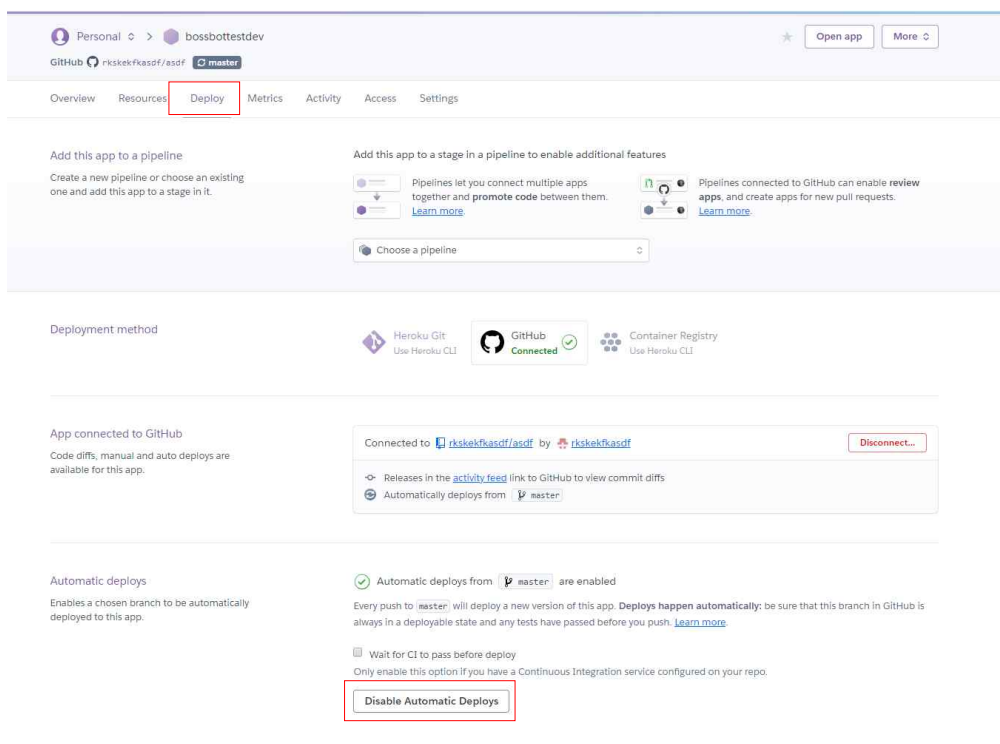 Personal > bossbottestdev
Open app
More
GitHub rkskekfkasdf/asdf master
Overview Resources Deploy Metrics Activity Access Settings
Add this app to a pipeline
Create a new pipeline or choose an existing
one and add this app to a stage in it.
Add this app to a stage in a pipeline to enable additional features
Pipelines let you connect multiple apps
together and promote code between them.
Learn more.
Pipelines connected to GitHub can enable review
apps, and create apps for new pull requests.
Learn more.
Choose a pipeline
Deployment method
Heroku Git
Use Heroku CLI
GitHub
Connected
Container Registry
Use Heroku CLI
App connected to GitHub
Code diffs, manual and auto deploys are
available for this app.
Connected to rkskekfkasdf/asdf by rkskekfkasdf
Disconnect...
Releases in the activity feed link to GitHub to view commit diffs
Automatically deploys from master
Automatic deploys
Enables a chosen branch to be automatically
deployed to this app.
Automatic deploys from master are enabled
Every push to master will deploy a new version of this app. Deploys happen automatically: be sure that this branch in GitHub is
always in a deployable state and any tests have passed before you push. Learn more.
Wait for CI to pass before deploy
Only enable this option if you have a Continuous Integration service configured on your repo.
Disable Automatic Deploys